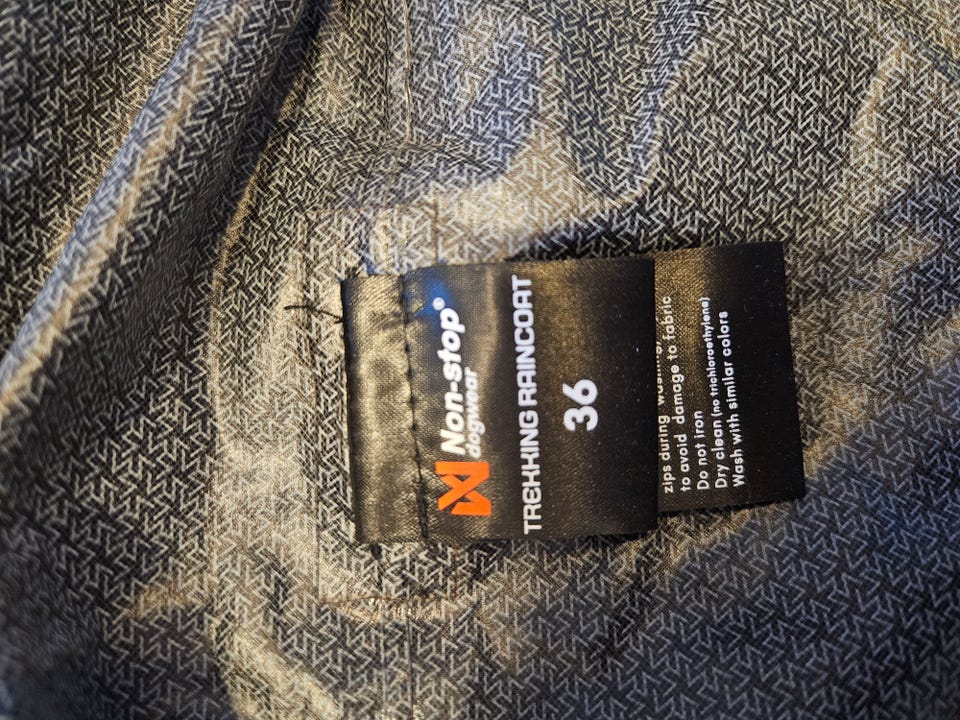 Non-stop®
dogwear
TREKKING RAINCOAT
36
zips during washing,
to avoid damage to fabric
Do not iron
Dry clean (no trichloroethylene)
Wash with similar colors